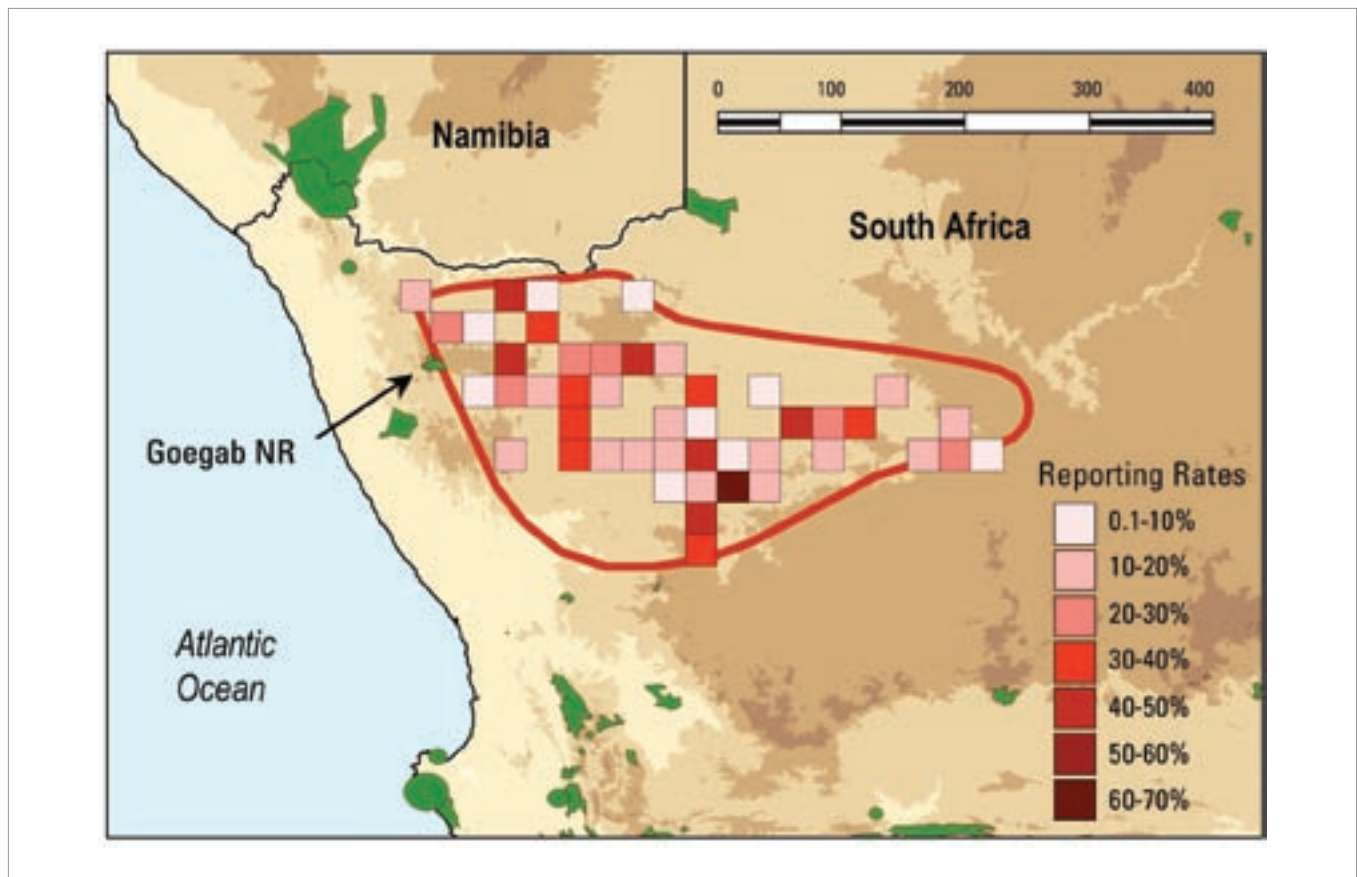 0 100 200 300 400
Namibia
South Africa
Goegab NR
Reporting Rates
0.1-10%
10-20%
20-30%
30-40%
40-50%
50-60%
60-70%
Atlantic
Ocean